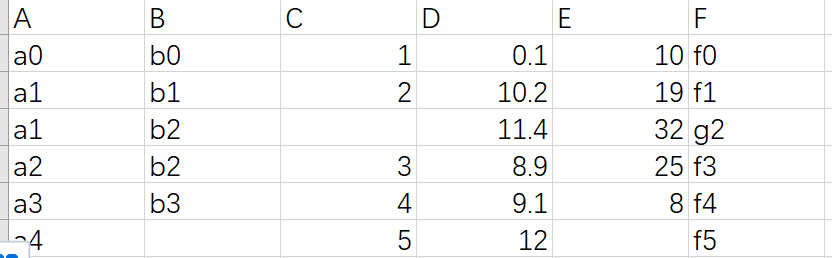 A B C D E F
a0 b0 1 0.1 10 f0
a1 b1 2 10.2 19 f1
a1 b2 11.4 32 g2
a2 b2 3 8.9 25 f3
a3 b3 4 9.1 8 f4
a4 5 12 f5